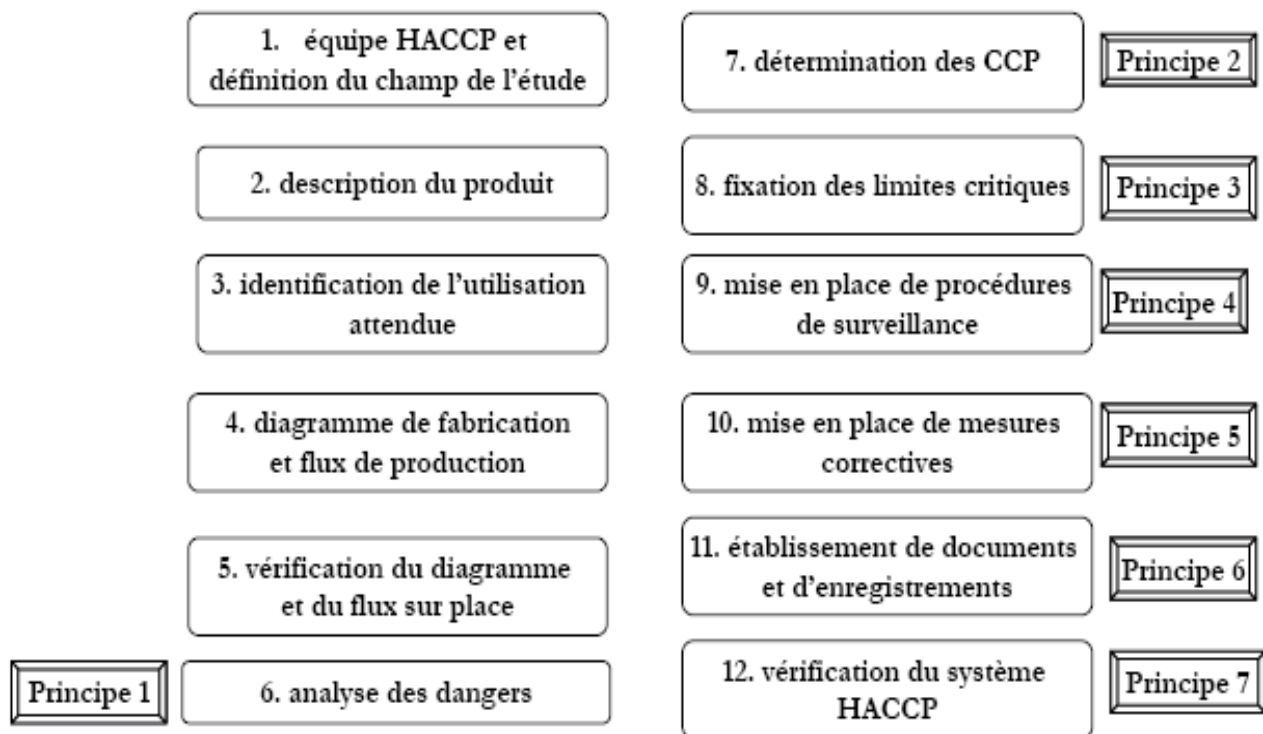 1. équipe HACCP et
définition du champ de l'étude
2. description du produit
3. identification de l'utilisation
attendue
4. diagramme de fabrication
et flux de production
5. vérification du diagramme
et du flux sur place
Principe 1
6. analyse des dangers
7. détermination des CCP
Principe 2
8. fixation des limites critiques
Principe 3
9. mise en place de procédures
de surveillance
Principe 4
10. mise en place de mesures
correctives
Principe 5
11. établissement de documents
et d'enregistrements
Principe 6
12. vérification du système
HACCP
Principe 7